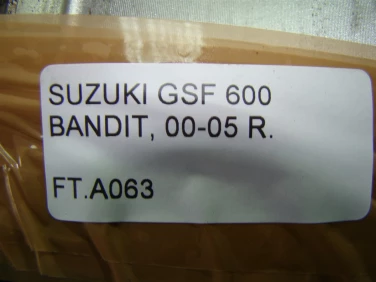 SUZUKI GSF 600
BANDIT, 00-05 R.
FT.A063